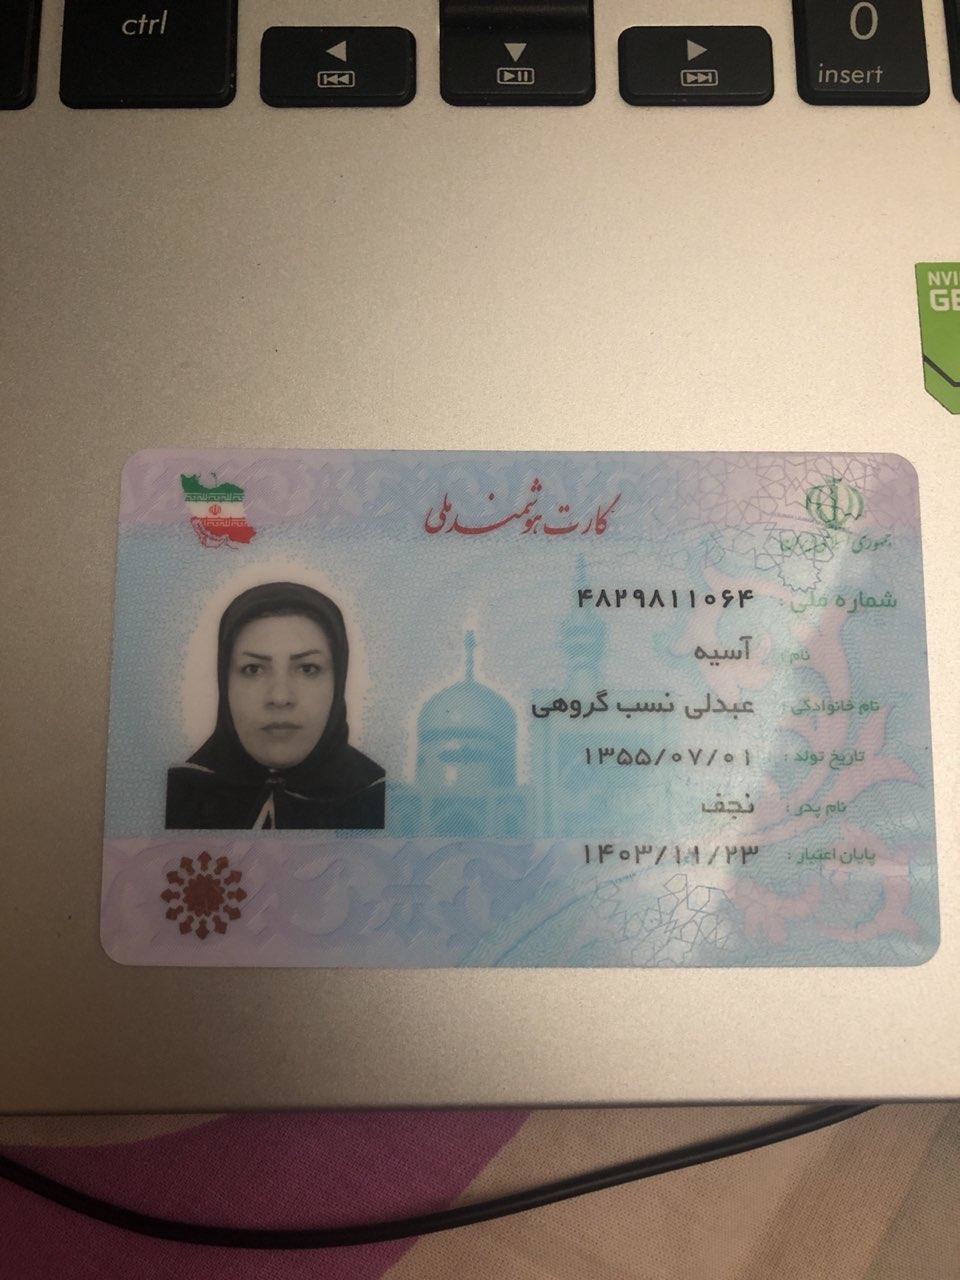 ctrl
0
insert
NVI
GE
کارت هوشمند ملی
جمهوری اسلامی ایران
شماره ملی : ۴۸۲۹۸۱۱۰۶۴
نام : آسیه
نام خانوادگی : عبدلی نسب گروهی
تاریخ تولد : ۱۳۵۵/۰۷/۰۱
نام پدر : نجف
پایان اعتبار : ۱۴۰۳/۱۱/۲۳